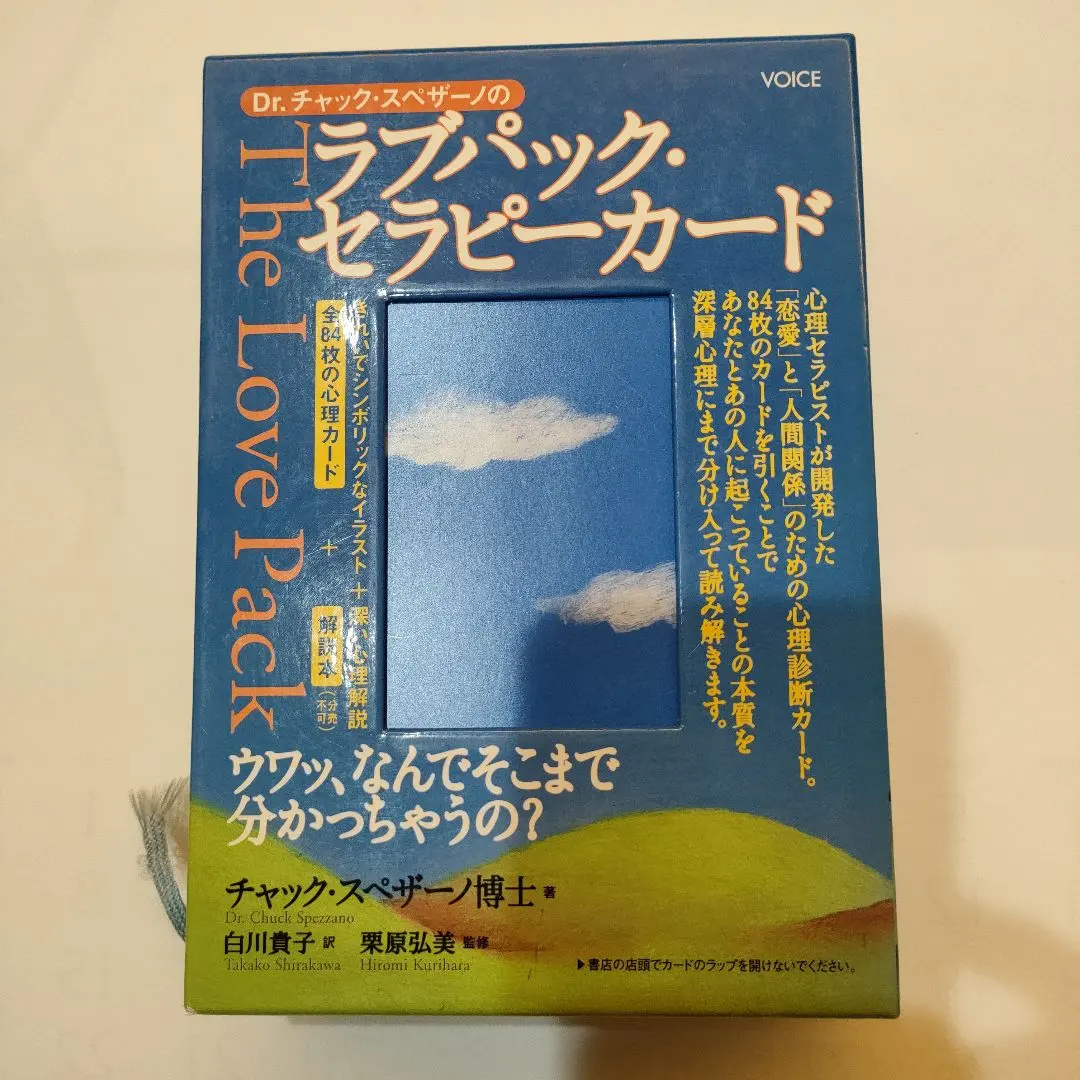 VOICE
Dr.チャック・スペザーノの
ラブパック・
セラピーカード
The Love Pack
心理セラピストが開発した
「恋愛」と「人間関係」のための心理診断カード。
84枚のカードを引くことで
あなたとあの人に起こっていることの本質を
深層心理にまで分け入って読み解きます。
きれいでシンボリックなイラスト+深い心理解説
全84枚の心理カード + 解説本(分売不可)
ウワッ、なんでそこまで
分かっちゃうの?
チャック・スペザーノ博士 著
Dr. Chuck Spezzano
白川貴子 訳 栗原弘美 監修
Takako Shirakawa Hiromi Kurihara
▶書店の店頭でカードのラップを開けないでください。